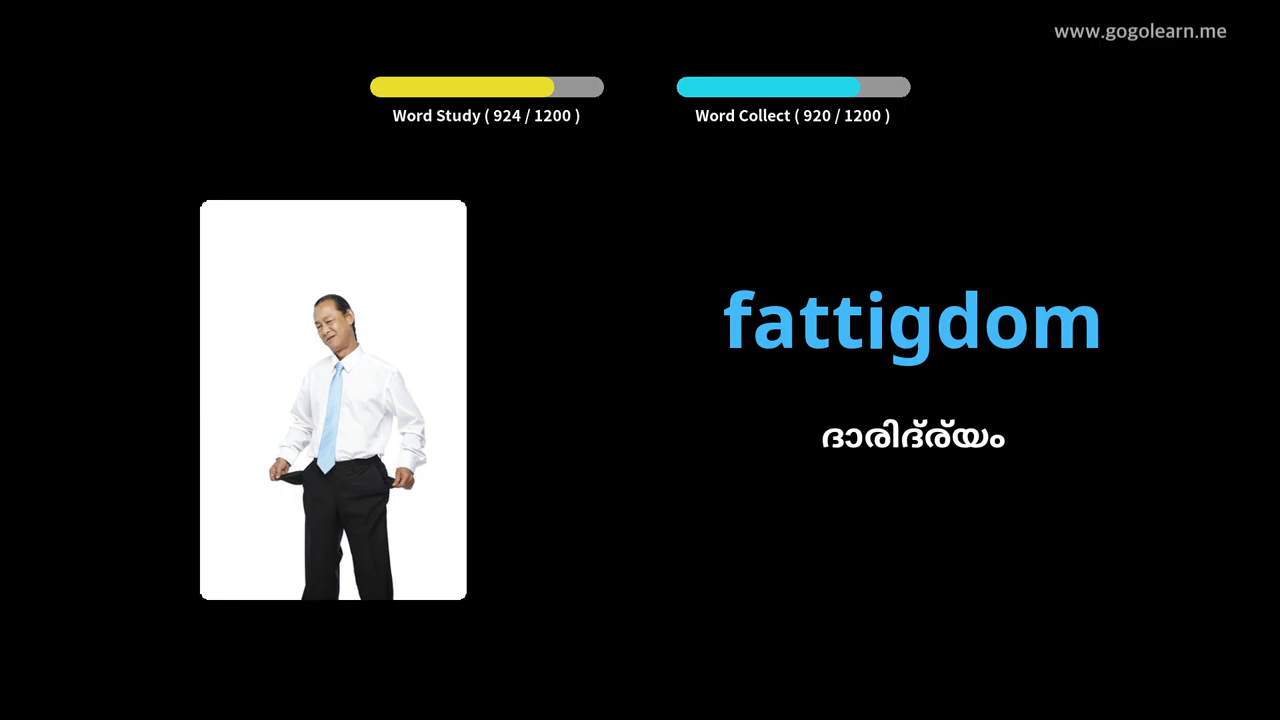 www.gogolearn.me
Word Study ( 924 / 1200 )
Word Collect ( 920 / 1200 )
fattigdom
ദാരിദ്ര്യം